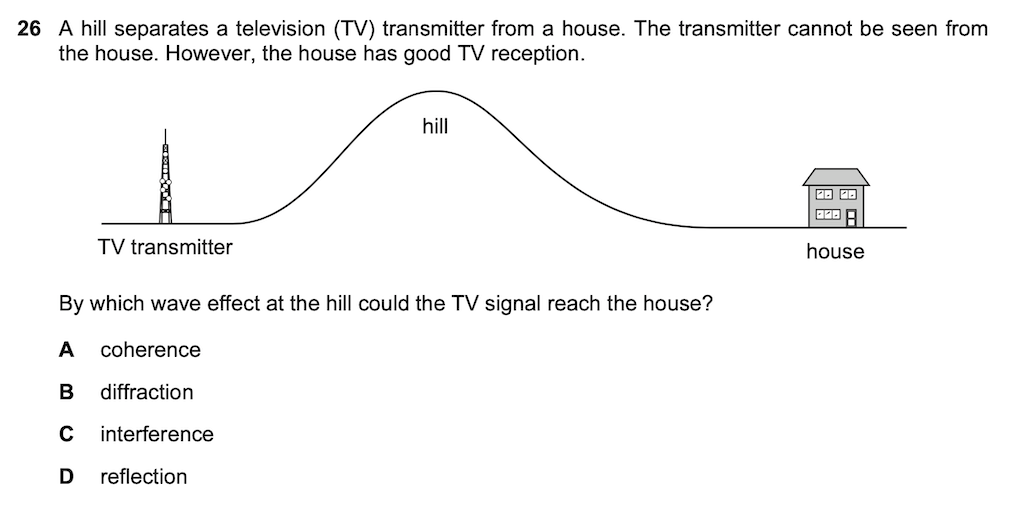 26 A hill separates a television (TV) transmitter from a house. The transmitter cannot be seen from
the house. However, the house has good TV reception.
hill
TV transmitter
house
By which wave effect at the hill could the TV signal reach the house?
A coherence
B diffraction
C interference
D reflection